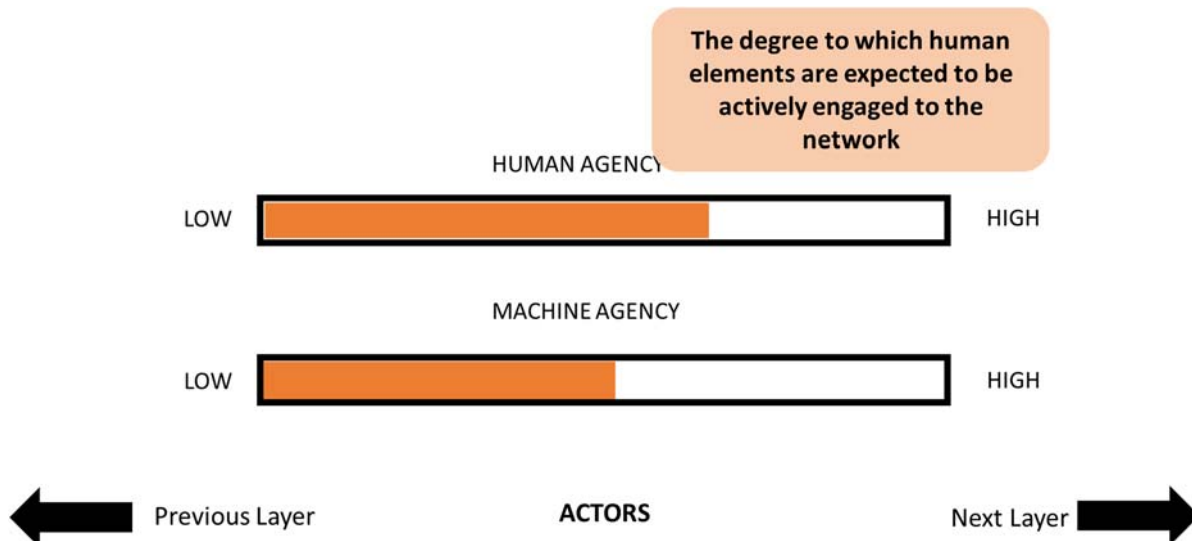 The degree to which human
elements are expected to be
actively engaged to the
network
HUMAN AGENCY
LOW
HIGH
MACHINE AGENCY
LOW
HIGH
Previous Layer
ACTORS
Next Layer